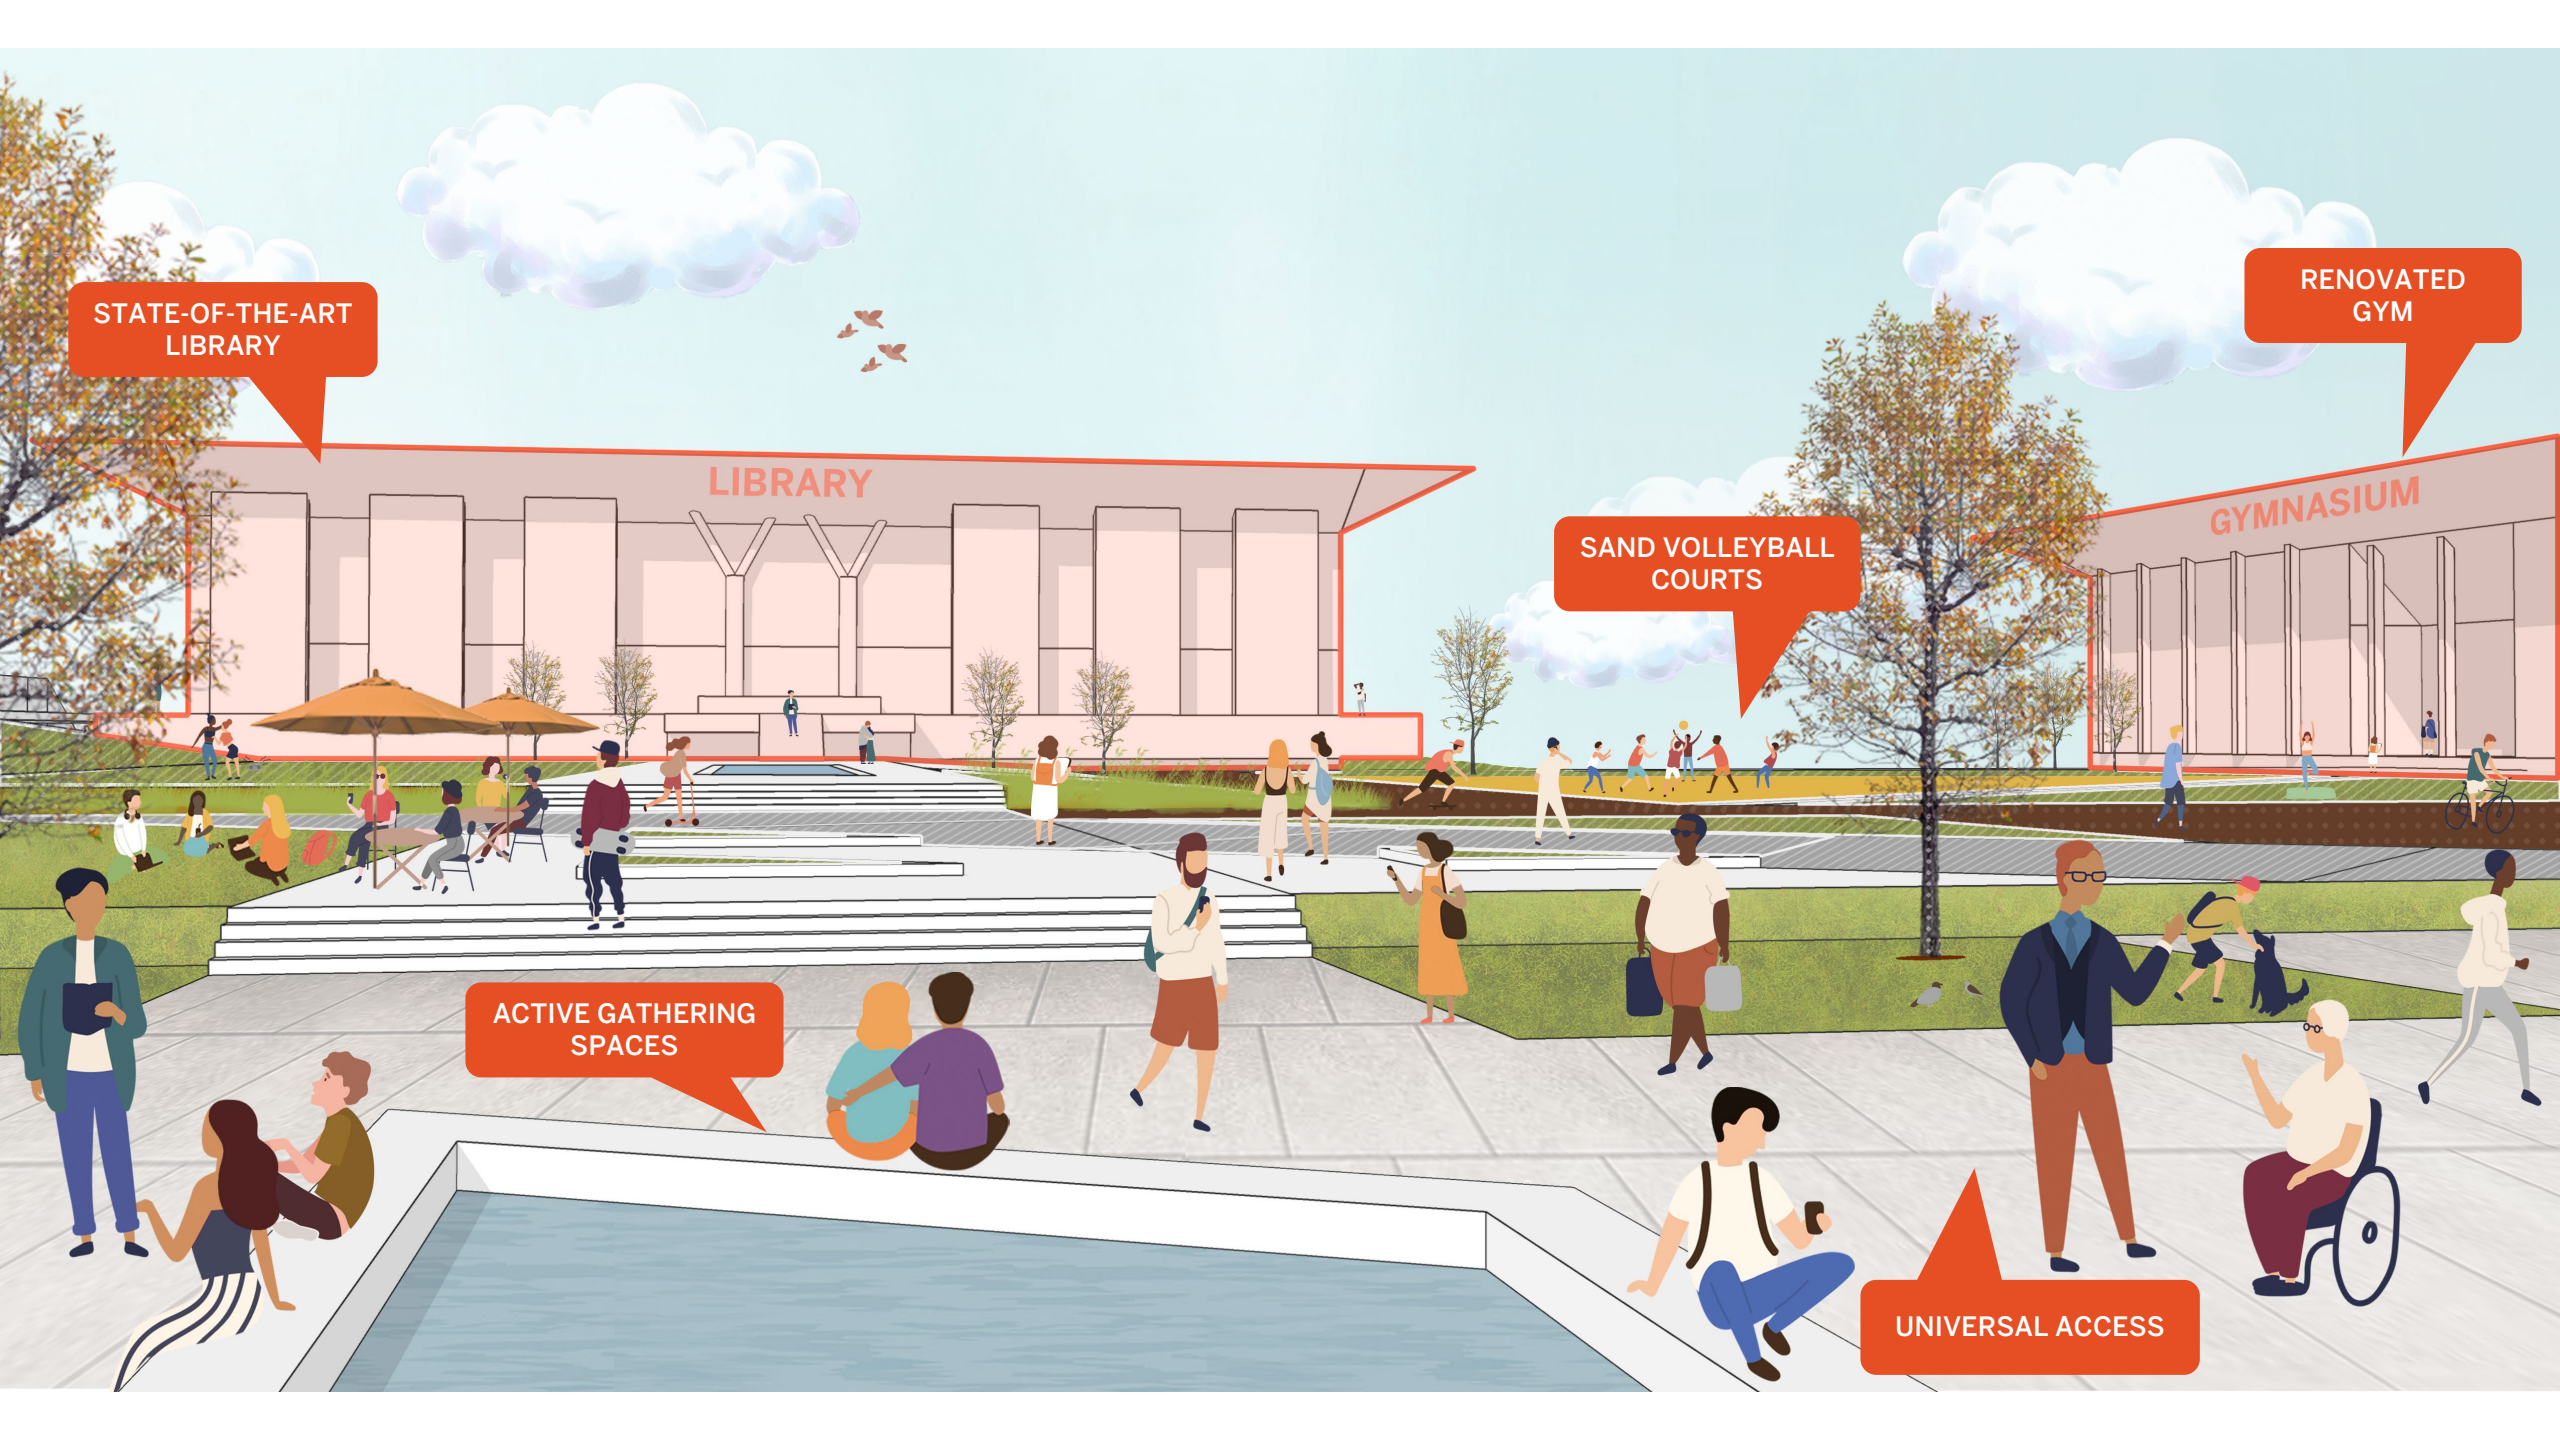 STATE-OF-THE-ART
LIBRARY
RENOVATED
GYM
LIBRARY
GYMNASIUM
SAND VOLLEYBALL
COURTS
ACTIVE GATHERING
SPACES
UNIVERSAL ACCESS